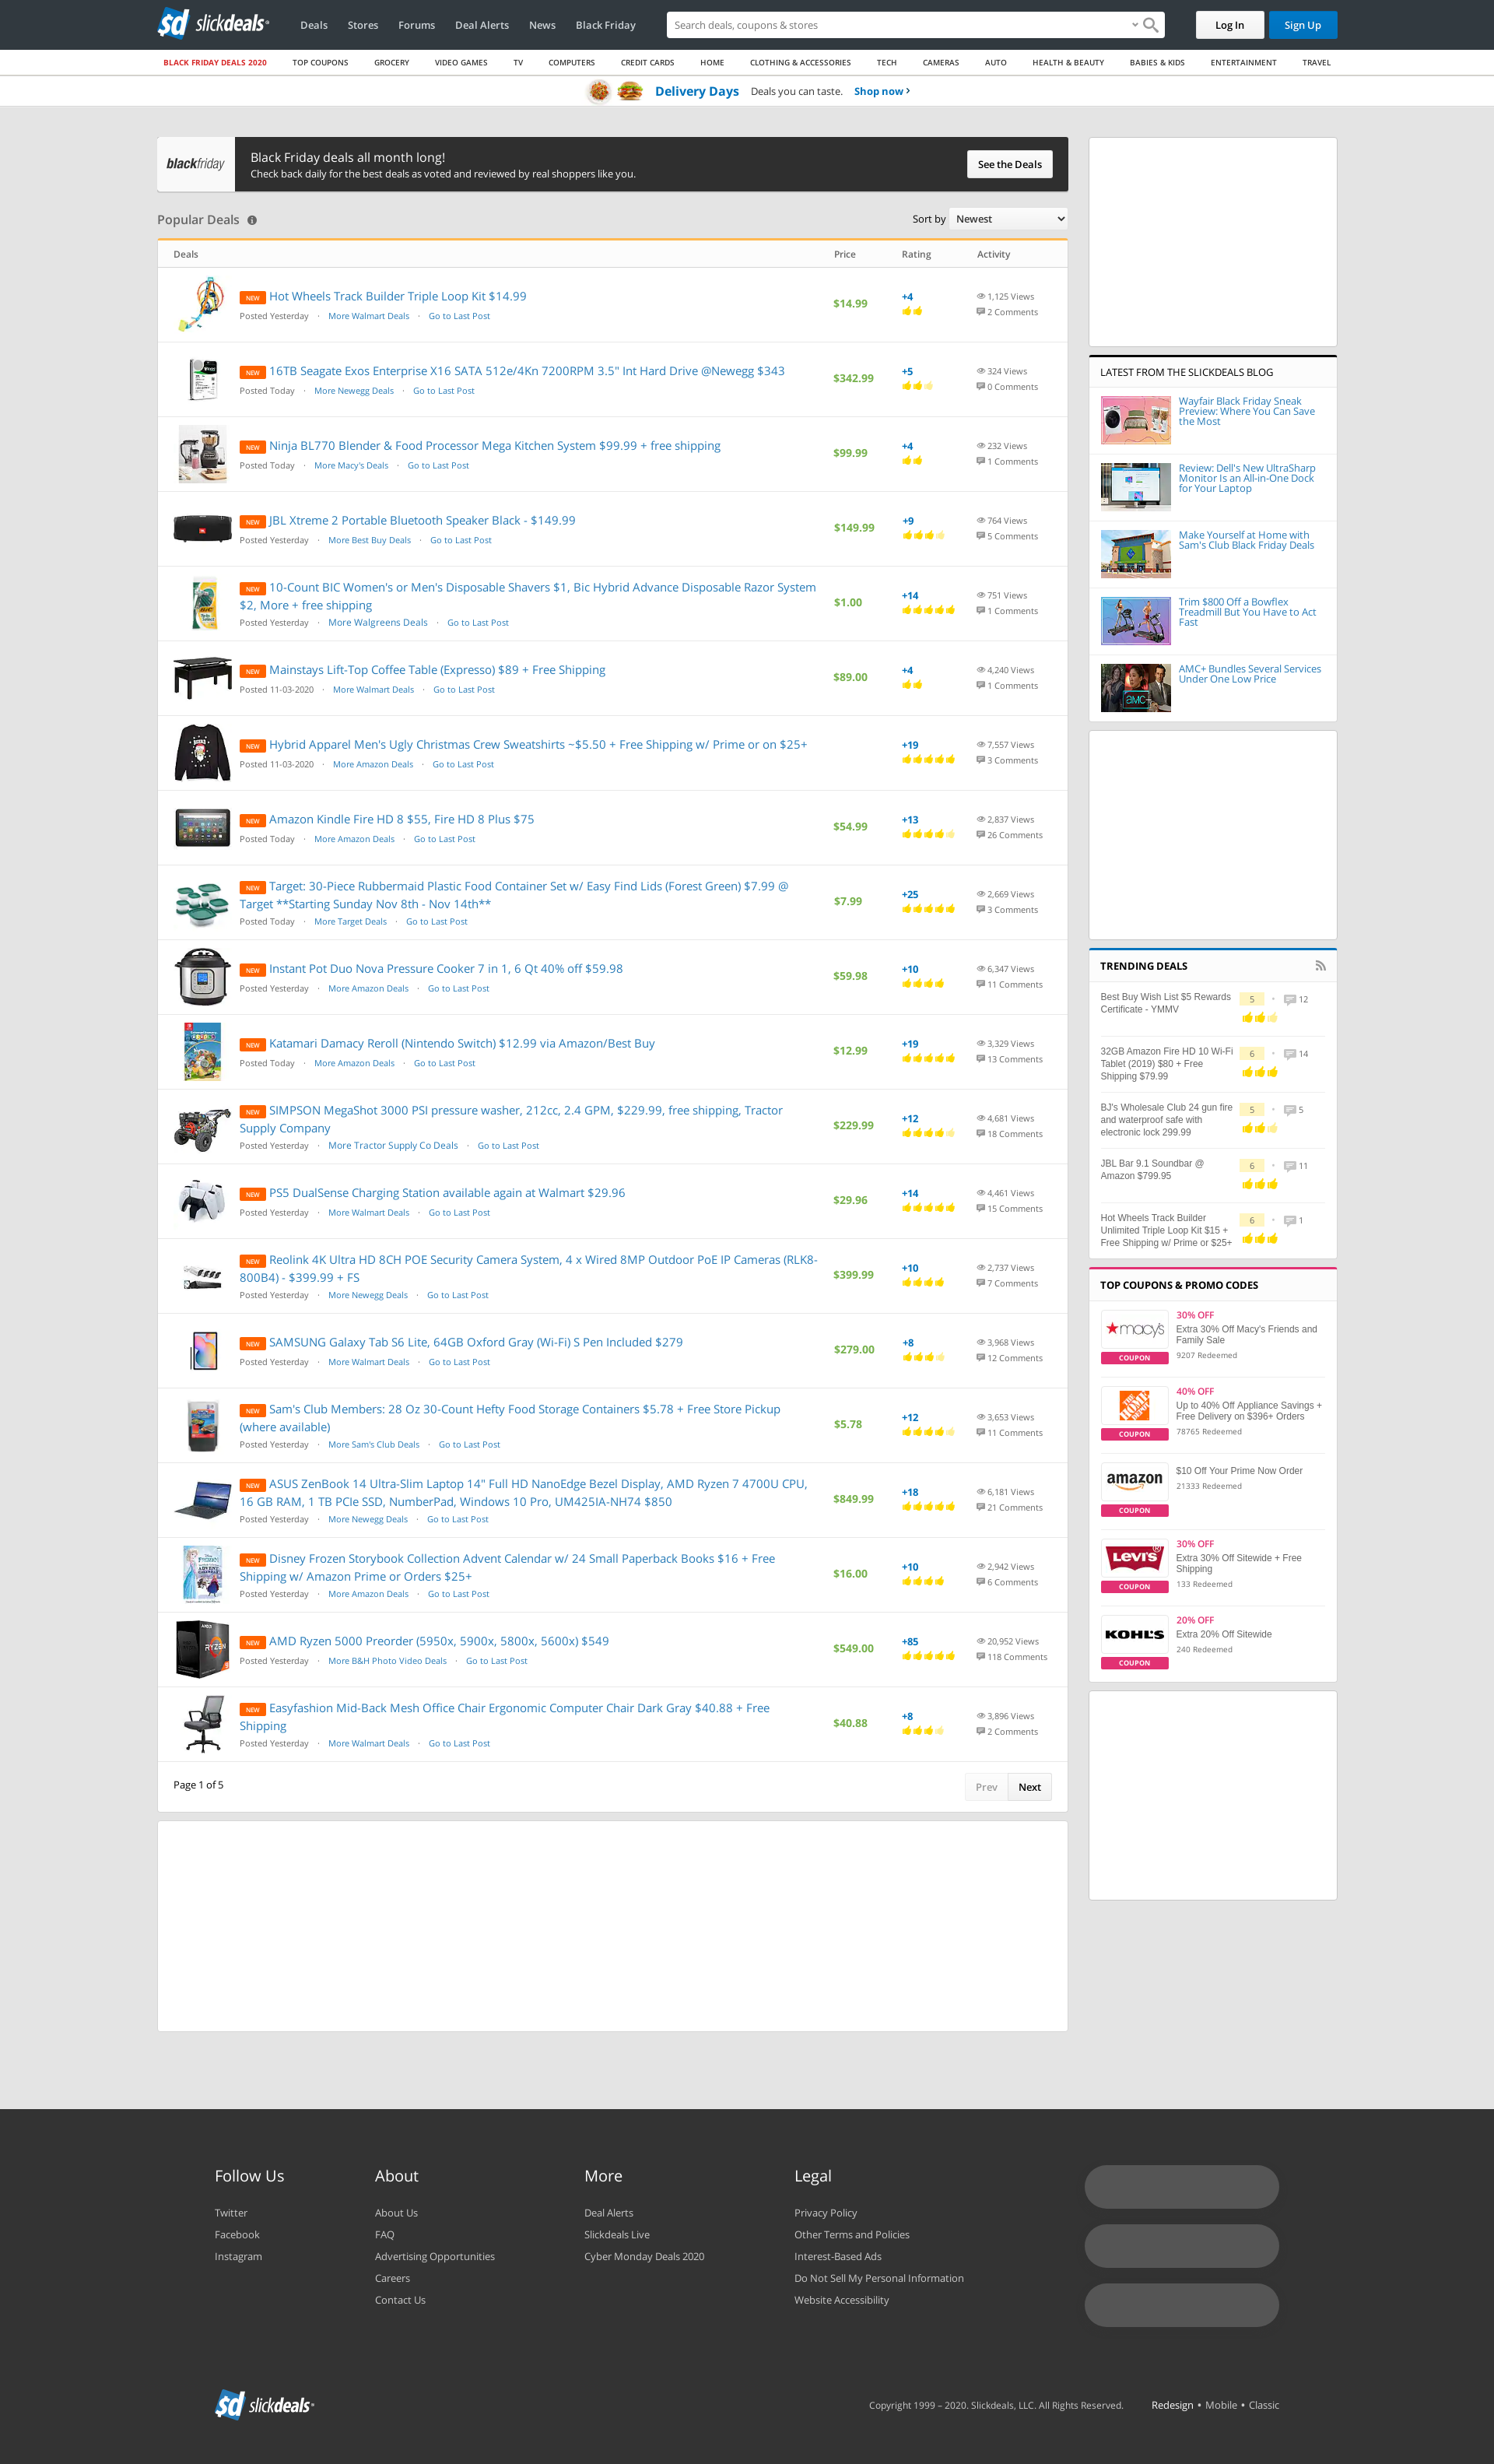 sd slickdeals
Deals Stores Forums Deal Alerts News Black Friday
Search deals, coupons & stores
Log In Sign Up
BLACK FRIDAY DEALS 2020 TOP COUPONS GROCERY VIDEO GAMES TV COMPUTERS CREDIT CARDS HOME CLOTHING & ACCESSORIES TECH CAMERAS AUTO HEALTH & BEAUTY BABIES & KIDS ENTERTAINMENT TRAVEL
Delivery Days Deals you can taste. Shop now
blackfriday
Black Friday deals all month long!
Check back daily for the best deals as voted and reviewed by real shoppers like you.
See the Deals
Popular Deals
Sort by Newest
Deals Price Rating Activity
NEW Hot Wheels Track Builder Triple Loop Kit $14.99
Posted Yesterday · More Walmart Deals · Go to Last Post
$14.99
+4
1,125 Views
2 Comments
NEW 16TB Seagate Exos Enterprise X16 SATA 512e/4Kn 7200RPM 3.5" Int Hard Drive @Newegg $343
Posted Today · More Newegg Deals · Go to Last Post
$342.99
+5
324 Views
0 Comments
NEW Ninja BL770 Blender & Food Processor Mega Kitchen System $99.99 + free shipping
Posted Today · More Macy's Deals · Go to Last Post
$99.99
+4
232 Views
1 Comments
NEW JBL Xtreme 2 Portable Bluetooth Speaker Black - $149.99
Posted Yesterday · More Best Buy Deals · Go to Last Post
$149.99
+9
764 Views
5 Comments
NEW 10-Count BIC Women's or Men's Disposable Shavers $1, Bic Hybrid Advance Disposable Razor System
$2, More + free shipping
Posted Yesterday · More Walgreens Deals · Go to Last Post
$1.00
+14
751 Views
1 Comments
NEW Mainstays Lift-Top Coffee Table (Expresso) $89 + Free Shipping
Posted 11-03-2020 · More Walmart Deals · Go to Last Post
$89.00
+4
4,240 Views
1 Comments
NEW Hybrid Apparel Men's Ugly Christmas Crew Sweatshirts ~$5.50 + Free Shipping w/ Prime or on $25+
Posted 11-03-2020 · More Amazon Deals · Go to Last Post
+19
7,557 Views
3 Comments
NEW Amazon Kindle Fire HD 8 $55, Fire HD 8 Plus $75
Posted Today · More Amazon Deals · Go to Last Post
$54.99
+13
2,837 Views
26 Comments
NEW Target: 30-Piece Rubbermaid Plastic Food Container Set w/ Easy Find Lids (Forest Green) $7.99 @
Target **Starting Sunday Nov 8th - Nov 14th**
Posted Today · More Target Deals · Go to Last Post
$7.99
+25
2,669 Views
3 Comments
NEW Instant Pot Duo Nova Pressure Cooker 7 in 1, 6 Qt 40% off $59.98
Posted Yesterday · More Amazon Deals · Go to Last Post
$59.98
+10
6,347 Views
11 Comments
NEW Katamari Damacy Reroll (Nintendo Switch) $12.99 via Amazon/Best Buy
Posted Today · More Amazon Deals · Go to Last Post
$12.99
+19
3,329 Views
13 Comments
NEW SIMPSON MegaShot 3000 PSI pressure washer, 212cc, 2.4 GPM, $229.99, free shipping, Tractor
Supply Company
Posted Yesterday · More Tractor Supply Co Deals · Go to Last Post
$229.99
+12
4,681 Views
18 Comments
NEW PS5 DualSense Charging Station available again at Walmart $29.96
Posted Yesterday · More Walmart Deals · Go to Last Post
$29.96
+14
4,461 Views
15 Comments
NEW Reolink 4K Ultra HD 8CH POE Security Camera System, 4 x Wired 8MP Outdoor PoE IP Cameras (RLK8-
800B4) - $399.99 + FS
Posted Yesterday · More Newegg Deals · Go to Last Post
$399.99
+10
2,737 Views
7 Comments
NEW SAMSUNG Galaxy Tab S6 Lite, 64GB Oxford Gray (Wi-Fi) S Pen Included $279
Posted Yesterday · More Walmart Deals · Go to Last Post
$279.00
+8
3,968 Views
12 Comments
NEW Sam's Club Members: 28 Oz 30-Count Hefty Food Storage Containers $5.78 + Free Store Pickup
(where available)
Posted Yesterday · More Sam's Club Deals · Go to Last Post
$5.78
+12
3,653 Views
11 Comments
NEW ASUS ZenBook 14 Ultra-Slim Laptop 14" Full HD NanoEdge Bezel Display, AMD Ryzen 7 4700U CPU,
16 GB RAM, 1 TB PCIe SSD, NumberPad, Windows 10 Pro, UM425IA-NH74 $850
Posted Yesterday · More Newegg Deals · Go to Last Post
$849.99
+18
6,181 Views
21 Comments
NEW Disney Frozen Storybook Collection Advent Calendar w/ 24 Small Paperback Books $16 + Free
Shipping w/ Amazon Prime or Orders $25+
Posted Yesterday · More Amazon Deals · Go to Last Post
$16.00
+10
2,942 Views
6 Comments
NEW AMD Ryzen 5000 Preorder (5950x, 5900x, 5800x, 5600x) $549
Posted Yesterday · More B&H Photo Video Deals · Go to Last Post
$549.00
+85
20,952 Views
118 Comments
NEW Easyfashion Mid-Back Mesh Office Chair Ergonomic Computer Chair Dark Gray $40.88 + Free
Shipping
Posted Yesterday · More Walmart Deals · Go to Last Post
$40.88
+8
3,896 Views
2 Comments
Page 1 of 5
Prev Next
LATEST FROM THE SLICKDEALS BLOG
Wayfair Black Friday Sneak
Preview: Where You Can Save
the Most
Review: Dell's New UltraSharp
Monitor Is an All-in-One Dock
for Your Laptop
Make Yourself at Home with
Sam's Club Black Friday Deals
Trim $800 Off a Bowflex
Treadmill But You Have to Act
Fast
AMC+ Bundles Several Services
Under One Low Price
aMC+
TRENDING DEALS
Best Buy Wish List $5 Rewards
Certificate - YMMV
5 · 12
32GB Amazon Fire HD 10 Wi-Fi
Tablet (2019) $80 + Free
Shipping $79.99
6 · 14
BJ's Wholesale Club 24 gun fire
and waterproof safe with
electronic lock 299.99
5 · 5
JBL Bar 9.1 Soundbar @
Amazon $799.95
6 · 11
Hot Wheels Track Builder
Unlimited Triple Loop Kit $15 +
Free Shipping w/ Prime or $25+
6 · 1
TOP COUPONS & PROMO CODES
macy's
COUPON
30% OFF
Extra 30% Off Macy's Friends and
Family Sale
9207 Redeemed
THE HOME DEPOT
COUPON
40% OFF
Up to 40% Off Appliance Savings +
Free Delivery on $396+ Orders
78765 Redeemed
amazon
COUPON
$10 Off Your Prime Now Order
21333 Redeemed
LEVI'S
COUPON
30% OFF
Extra 30% Off Sitewide + Free
Shipping
133 Redeemed
KOHL'S
COUPON
20% OFF
Extra 20% Off Sitewide
240 Redeemed
Follow Us
Twitter
Facebook
Instagram
About
About Us
FAQ
Advertising Opportunities
Careers
Contact Us
More
Deal Alerts
Slickdeals Live
Cyber Monday Deals 2020
Legal
Privacy Policy
Other Terms and Policies
Interest-Based Ads
Do Not Sell My Personal Information
Website Accessibility
sd slickdeals
Copyright 1999 – 2020. Slickdeals, LLC. All Rights Reserved.
Redesign • Mobile • Classic